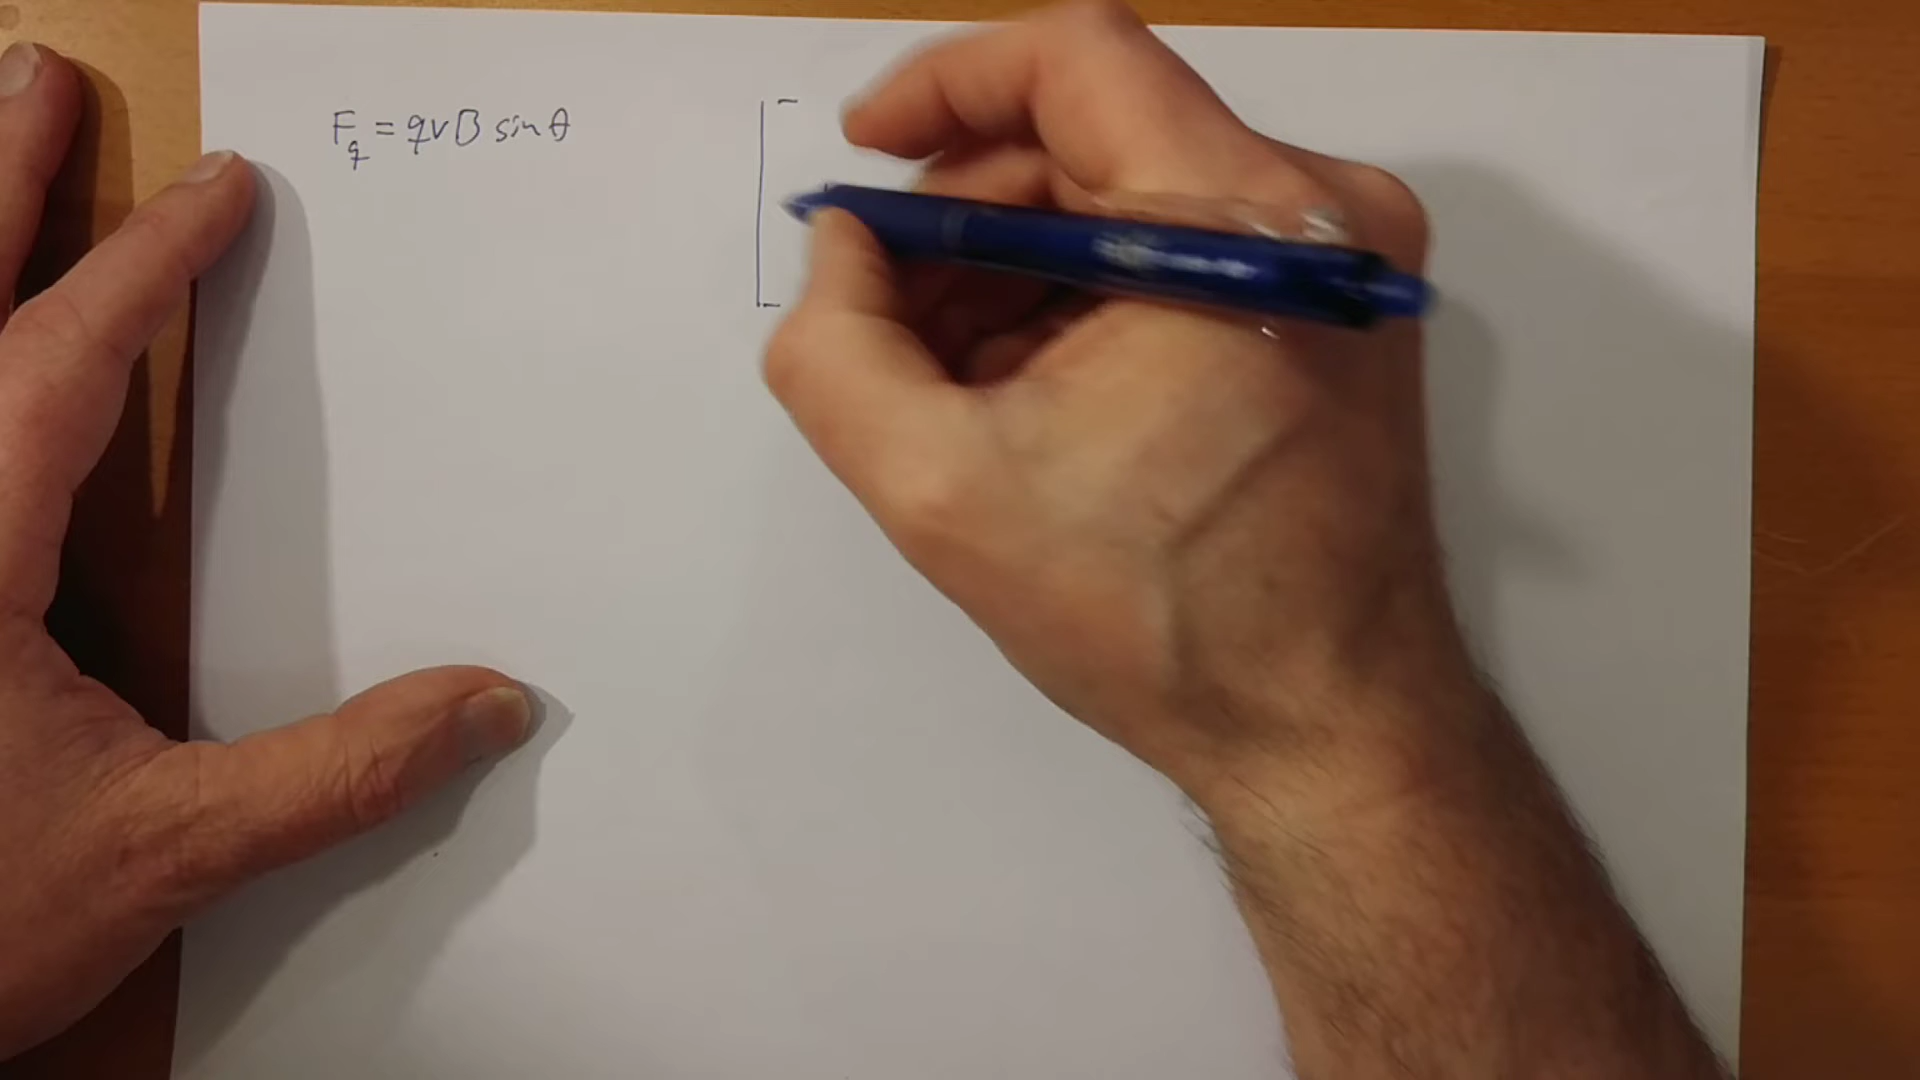 F_q = qvB sin θ